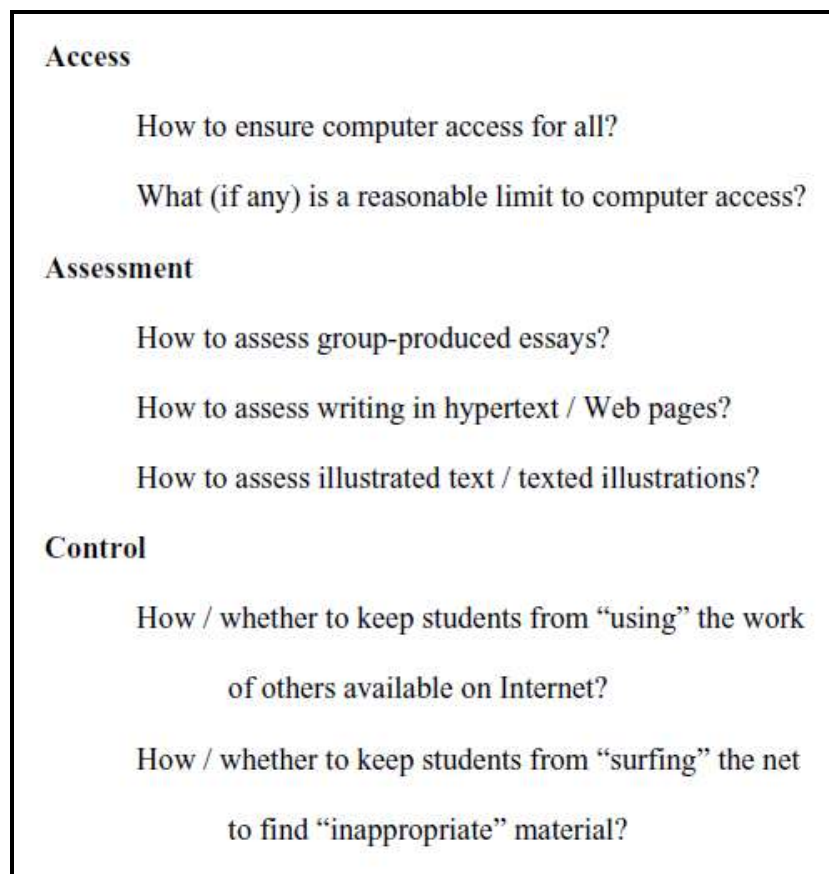 Access
How to ensure computer access for all?
What (if any) is a reasonable limit to computer access?
Assessment
How to assess group-produced essays?
How to assess writing in hypertext / Web pages?
How to assess illustrated text / texted illustrations?
Control
How / whether to keep students from “using” the work
of others available on Internet?
How / whether to keep students from “surfing” the net
to find “inappropriate” material?